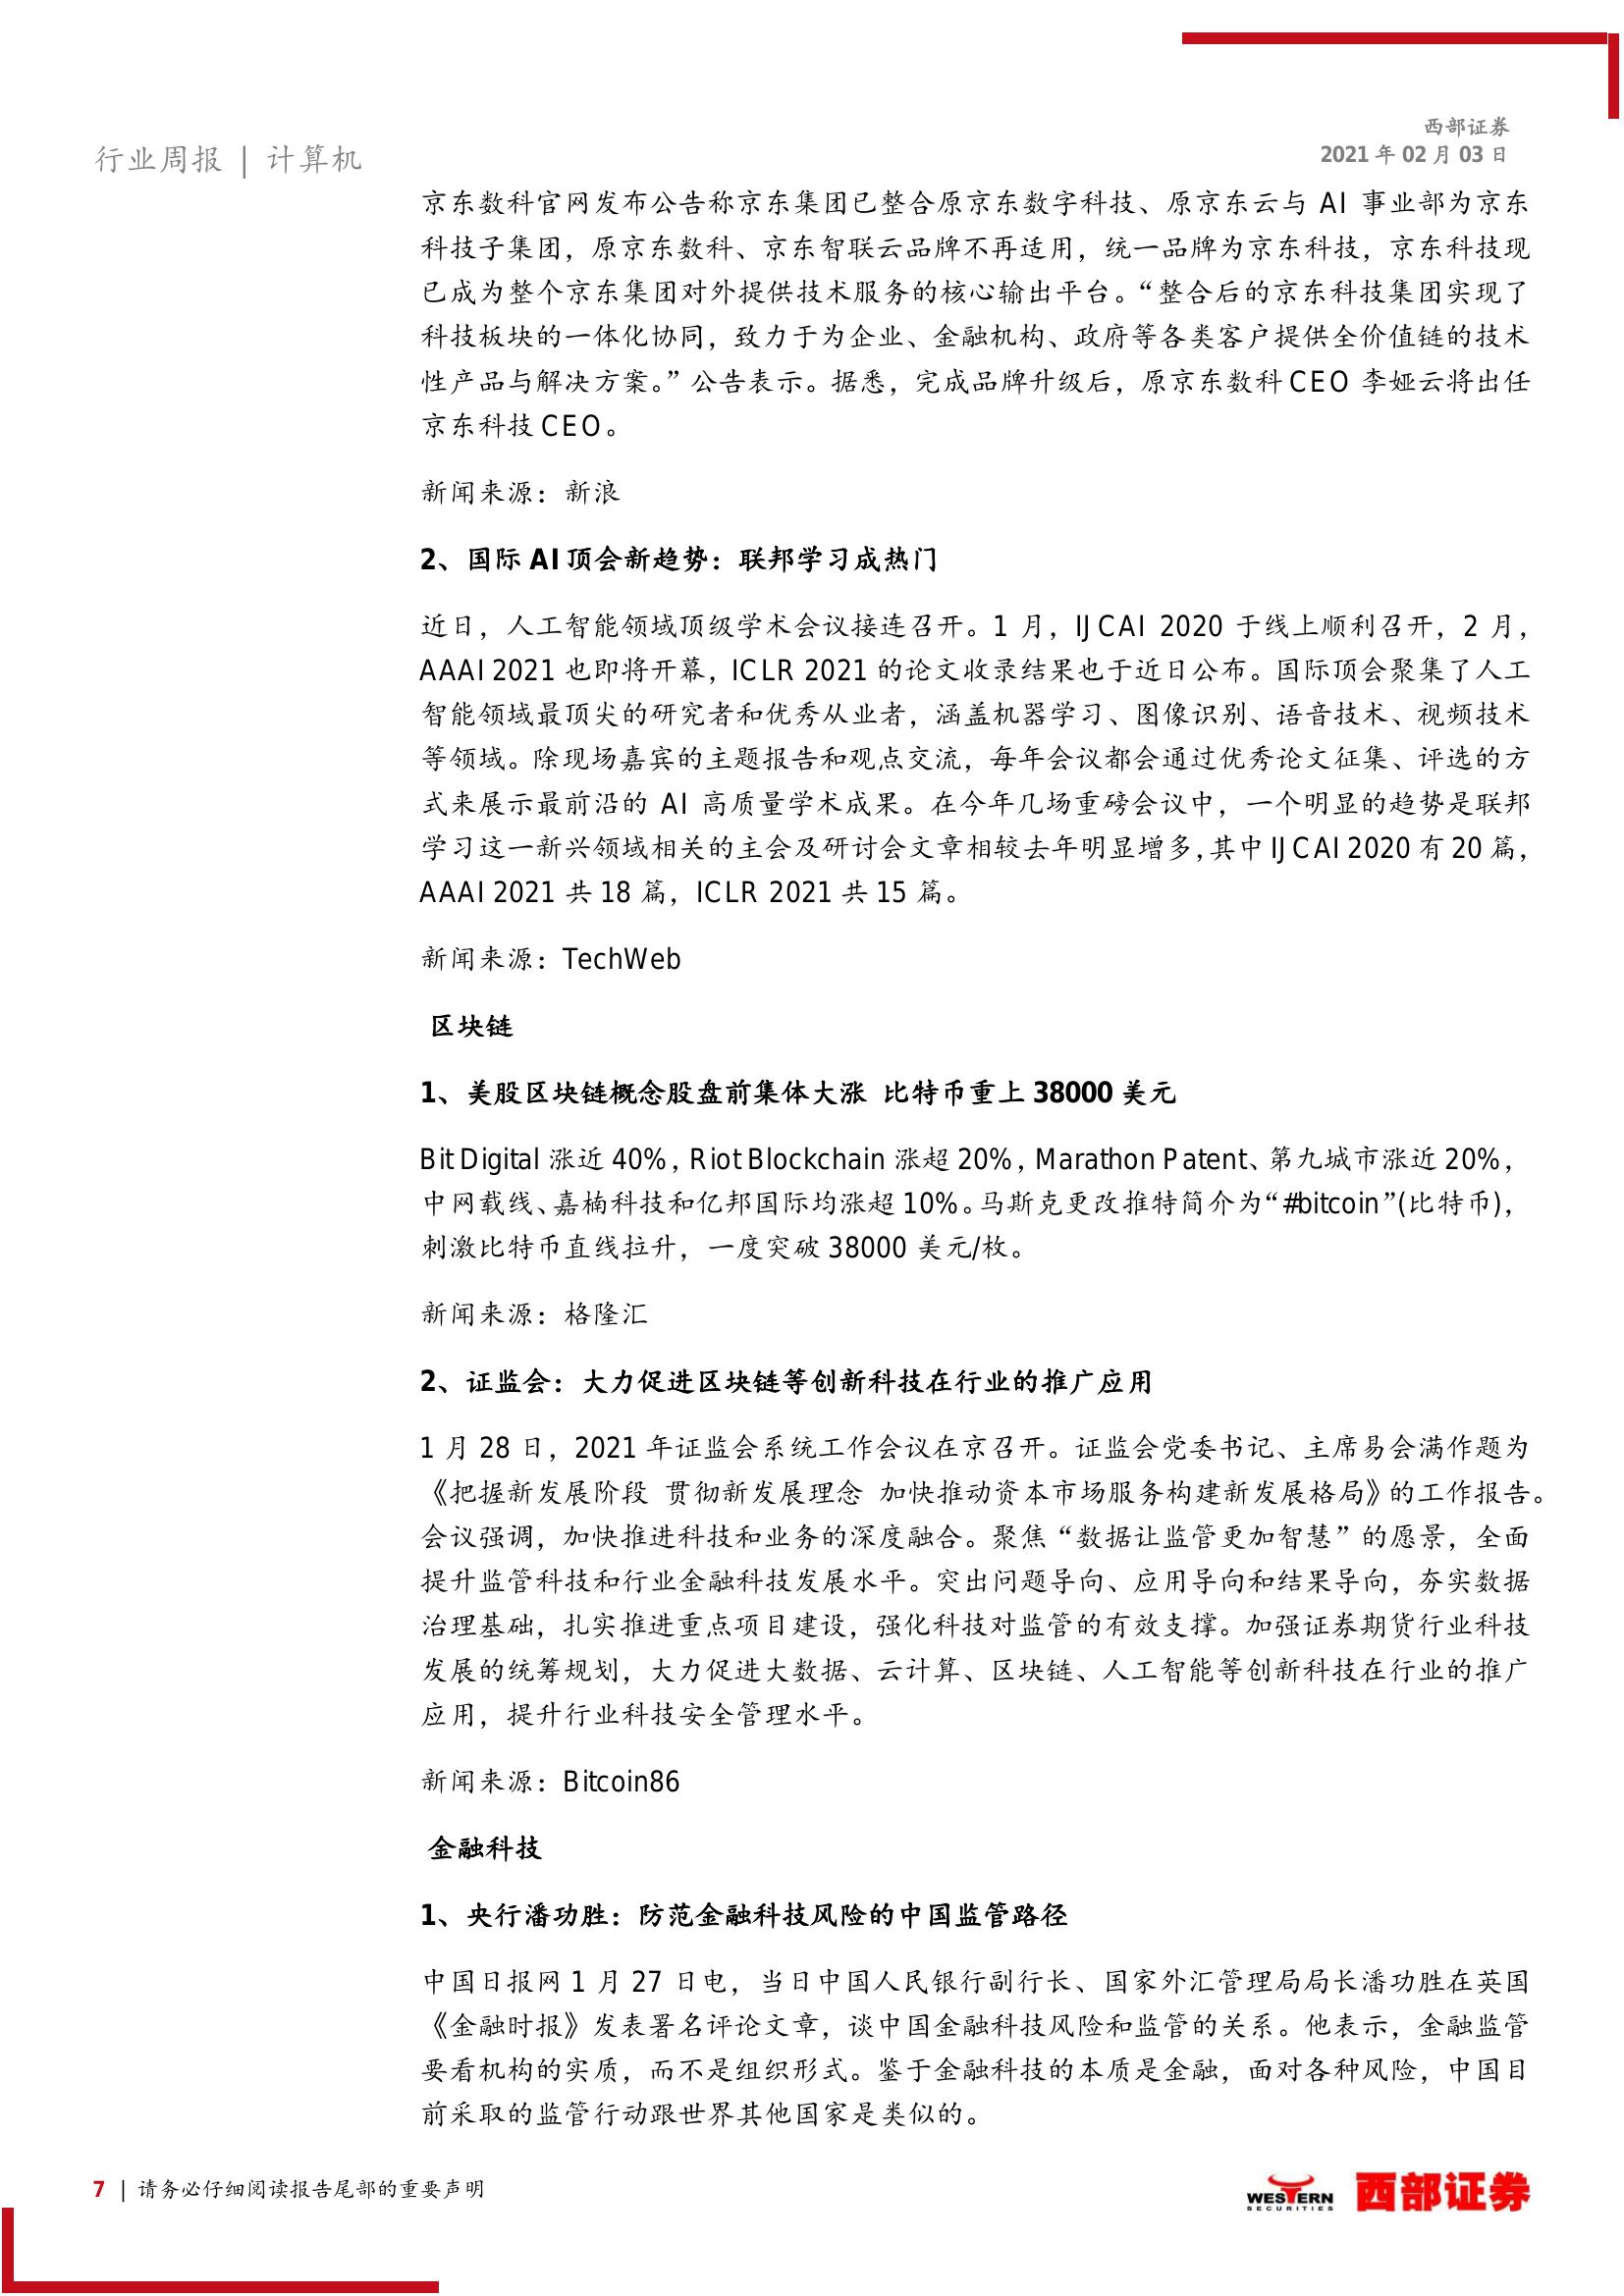 西部证券
2021 年 02 月 03 日
行业周报 | 计算机
京东数科官网发布公告称京东集团已整合原京东数字科技、原京东云与 AI 事业部为京东
科技子集团，原京东数科、京东智联云品牌不再适用，统一品牌为京东科技，京东科技现
已成为整个京东集团对外提供技术服务的核心输出平台。“整合后的京东科技集团实现了
科技板块的一体化协同，致力于为企业、金融机构、政府等各类客户提供全价值链的技术
性产品与解决方案。”公告表示。据悉，完成品牌升级后，原京东数科 CEO 李娅云将出任
京东科技 CEO。
新闻来源：新浪
2、国际 AI 顶会新趋势：联邦学习成热门
近日，人工智能领域顶级学术会议接连召开。1 月，IJCAI 2020 于线上顺利召开，2 月，
AAAI 2021 也即将开幕，ICLR 2021 的论文收录结果也于近日公布。国际顶会聚集了人工
智能领域最顶尖的研究者和优秀从业者，涵盖机器学习、图像识别、语音技术、视频技术
等领域。除现场嘉宾的主题报告和观点交流，每年会议都会通过优秀论文征集、评选的方
式来展示最前沿的 AI 高质量学术成果。在今年几场重磅会议中，一个明显的趋势是联邦
学习这一新兴领域相关的主会及研讨会文章相较去年明显增多，其中 IJCAI 2020 有 20 篇，
AAAI 2021 共 18 篇，ICLR 2021 共 15 篇。
新闻来源：TechWeb
区块链
1、美股区块链概念股盘前集体大涨 比特币重上 38000 美元
Bit Digital 涨近 40%，Riot Blockchain 涨超 20%，Marathon Patent、第九城市涨近 20%，
中网载线、嘉楠科技和亿邦国际均涨超 10%。马斯克更改推特简介为“#bitcoin”(比特币)，
刺激比特币直线拉升，一度突破 38000 美元/枚。
新闻来源：格隆汇
2、证监会：大力促进区块链等创新科技在行业的推广应用
1 月 28 日，2021 年证监会系统工作会议在京召开。证监会党委书记、主席易会满作题为
《把握新发展阶段 贯彻新发展理念 加快推动资本市场服务构建新发展格局》的工作报告。
会议强调，加快推进科技和业务的深度融合。聚焦“数据让监管更加智慧”的愿景，全面
提升监管科技和行业金融科技发展水平。突出问题导向、应用导向和结果导向，夯实数据
治理基础，扎实推进重点项目建设，强化科技对监管的有效支撑。加强证券期货行业科技
发展的统筹规划，大力促进大数据、云计算、区块链、人工智能等创新科技在行业的推广
应用，提升行业科技安全管理水平。
新闻来源：Bitcoin86
金融科技
1、央行潘功胜：防范金融科技风险的中国监管路径
中国日报网 1 月 27 日电，当日中国人民银行副行长、国家外汇管理局局长潘功胜在英国
《金融时报》发表署名评论文章，谈中国金融科技风险和监管的关系。他表示，金融监管
要看机构的实质，而不是组织形式。鉴于金融科技的本质是金融，面对各种风险，中国目
前采取的监管行动跟世界其他国家是类似的。
7 | 请务必仔细阅读报告尾部的重要声明
WESTERN
SECURITIES
西部证券